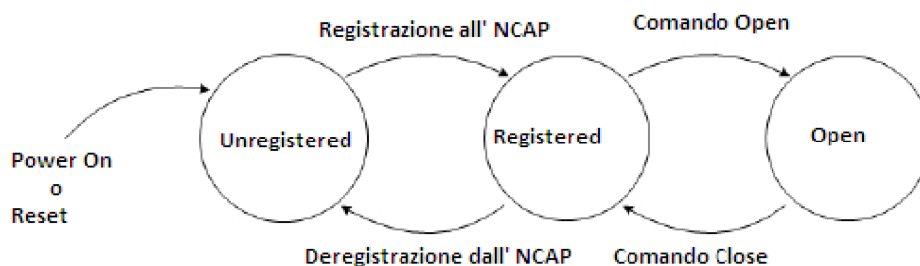 Registrazione all' NCAP
Comando Open
Unregistered
Registered
Open
Power On
o
Reset
Deregistrazione dall' NCAP
Comando Close